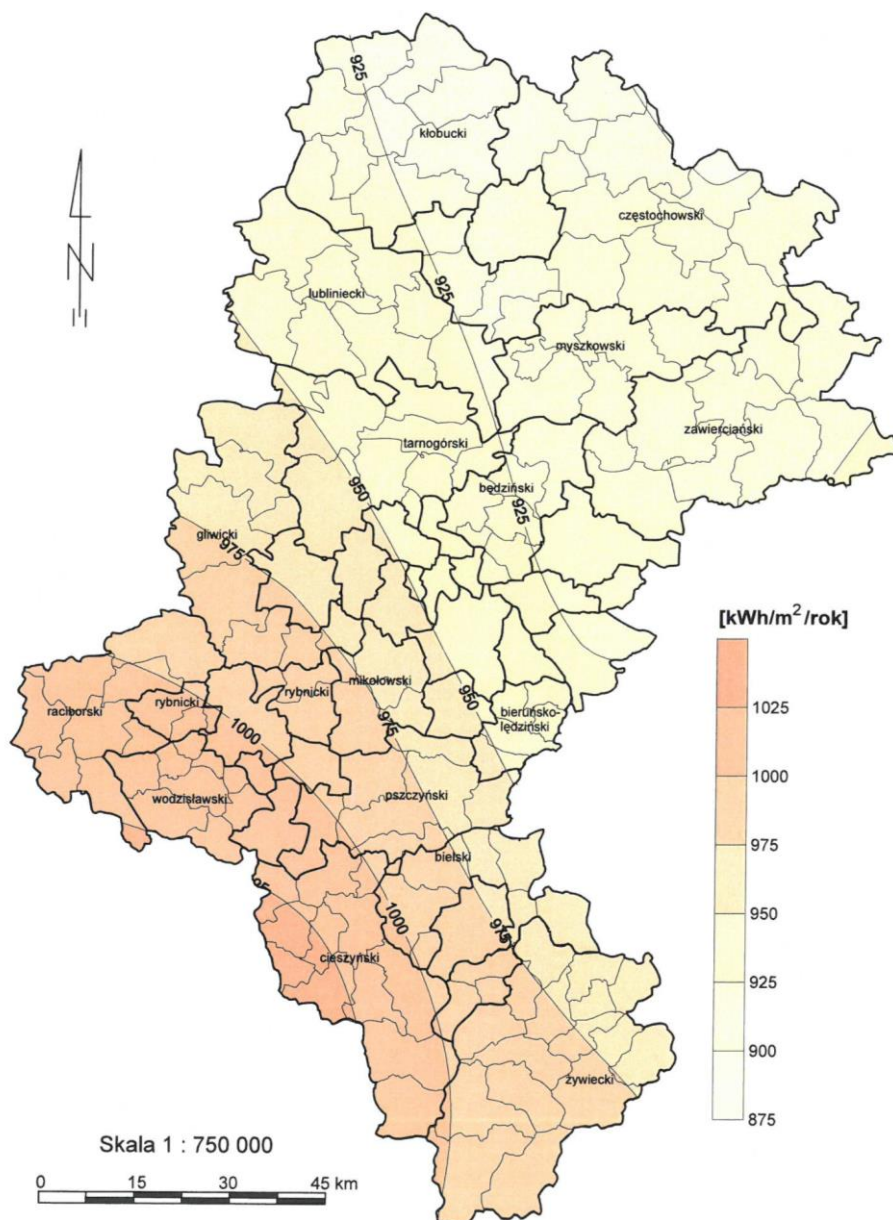 925
kłobucki
częstochowski
N
925
lubliniecki
myszkowski
zawierciański
tarnogórski
będziński
950
925
gliwicki
975
[kWh/m²/rok]
mikołowski
rybnicki
950
rybnicki
raciborski
1025
bieruńsko-
lędziński
975
1000
1000
pszczyński
wodzisławski
975
bielski
950
1000
975
cieszyński
925
900
żywiecki
875
Skala 1 : 750 000
0 15 30 45 km